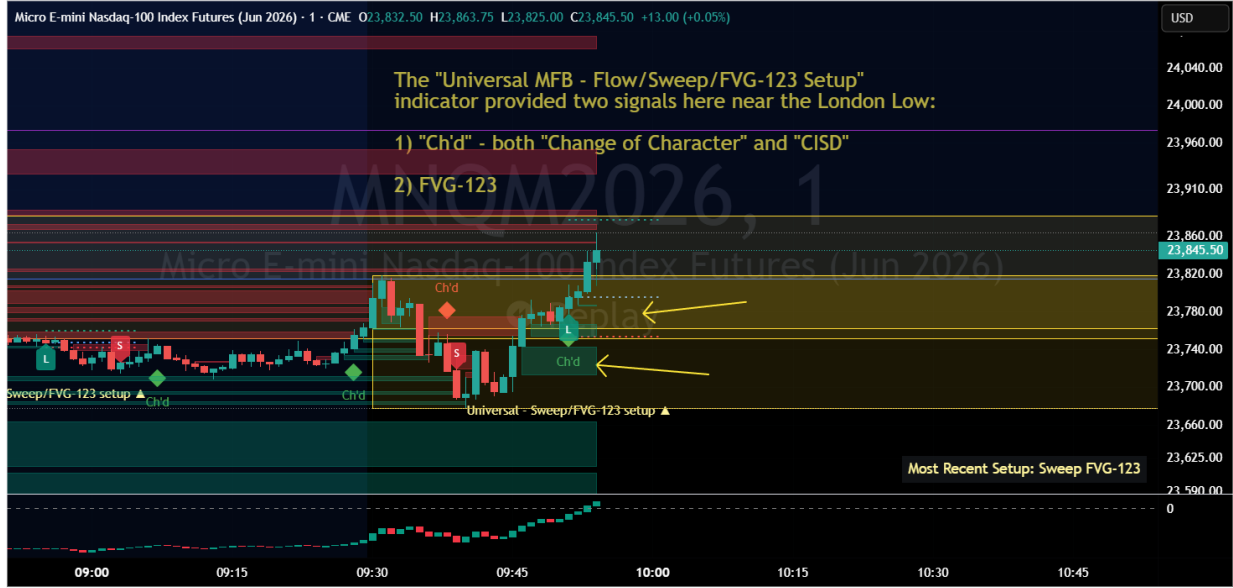 Micro E-mini Nasdaq-100 Index Futures (Jun 2026) · 1 · CME O23,832.50 H23,863.75 L23,825.00 C23,845.50 +13.00 (+0.05%)
USD
The "Universal MFB - Flow/Sweep/FVG-123 Setup"
indicator provided two signals here near the London Low:
1) "Ch'd" - both "Change of Character" and "CISD"
2) FVG-123
MNQM2026, 1
Micro E-mini Nasdaq-100 Index Futures (Jun 2026)
Replay
24,040.00
24,000.00
23,960.00
23,910.00
23,860.00
23,845.50
23,820.00
23,780.00
23,740.00
23,700.00
23,660.00
23,625.00
23,590.00
0
Ch'd
L
S
S
L
Ch'd
Ch'd
Ch'd
Sweep/FVG-123 setup ▲
Universal - Sweep/FVG-123 setup ▲
Most Recent Setup: Sweep FVG-123
09:00 09:15 09:30 09:45 10:00 10:15 10:30 10:45